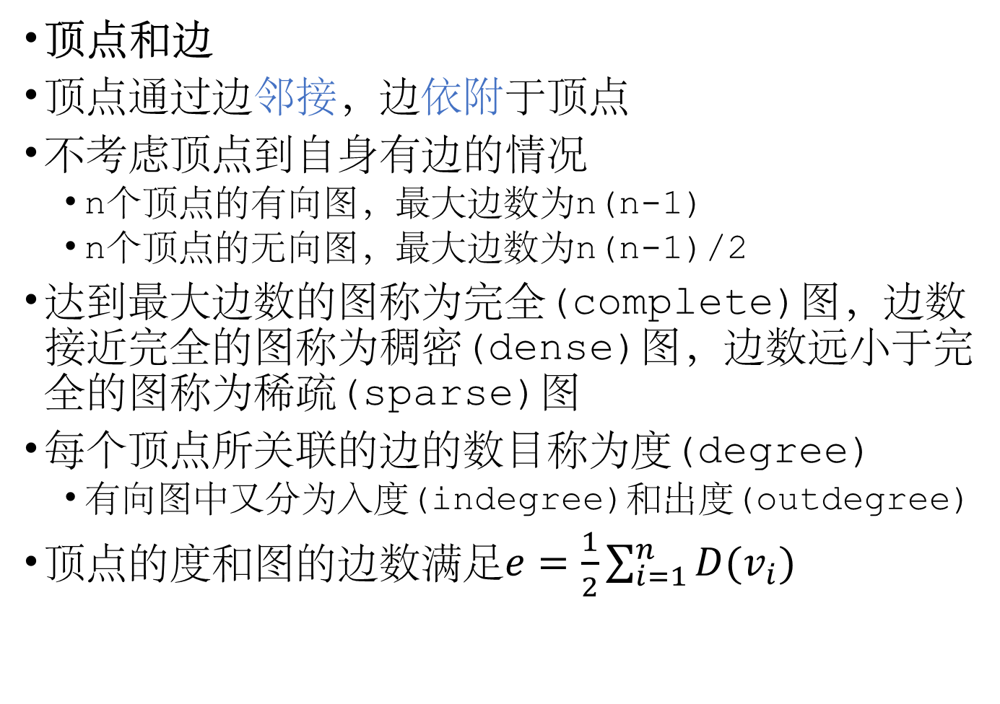 •顶点和边
•顶点通过边邻接，边依附于顶点
•不考虑顶点到自身有边的情况
•n个顶点的有向图，最大边数为n(n-1)
•n个顶点的无向图，最大边数为n(n-1)/2
•达到最大边数的图称为完全(complete)图，边数
接近完全的图称为稠密(dense)图，边数远小于完
全的图称为稀疏(sparse)图
•每个顶点所关联的边的数目称为度(degree)
•有向图中又分为入度(indegree)和出度(outdegree)
•顶点的度和图的边数满足$e = \frac{1}{2}\sum_{i=1}^{n} D(v_i)$